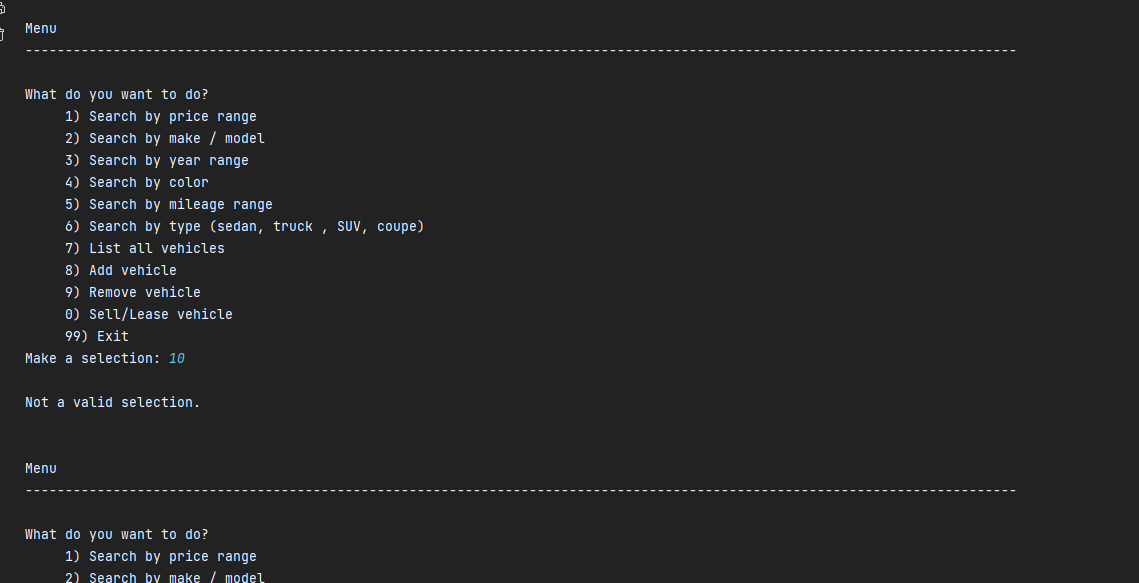 Menu
----------------------------------------------------------------------------------------------------------------------------
What do you want to do?
1) Search by price range
2) Search by make / model
3) Search by year range
4) Search by color
5) Search by mileage range
6) Search by type (sedan, truck , SUV, coupe)
7) List all vehicles
8) Add vehicle
9) Remove vehicle
0) Sell/Lease vehicle
99) Exit
Make a selection: 10
Not a valid selection.
Menu
----------------------------------------------------------------------------------------------------------------------------
What do you want to do?
1) Search by price range
2) Search by make / model